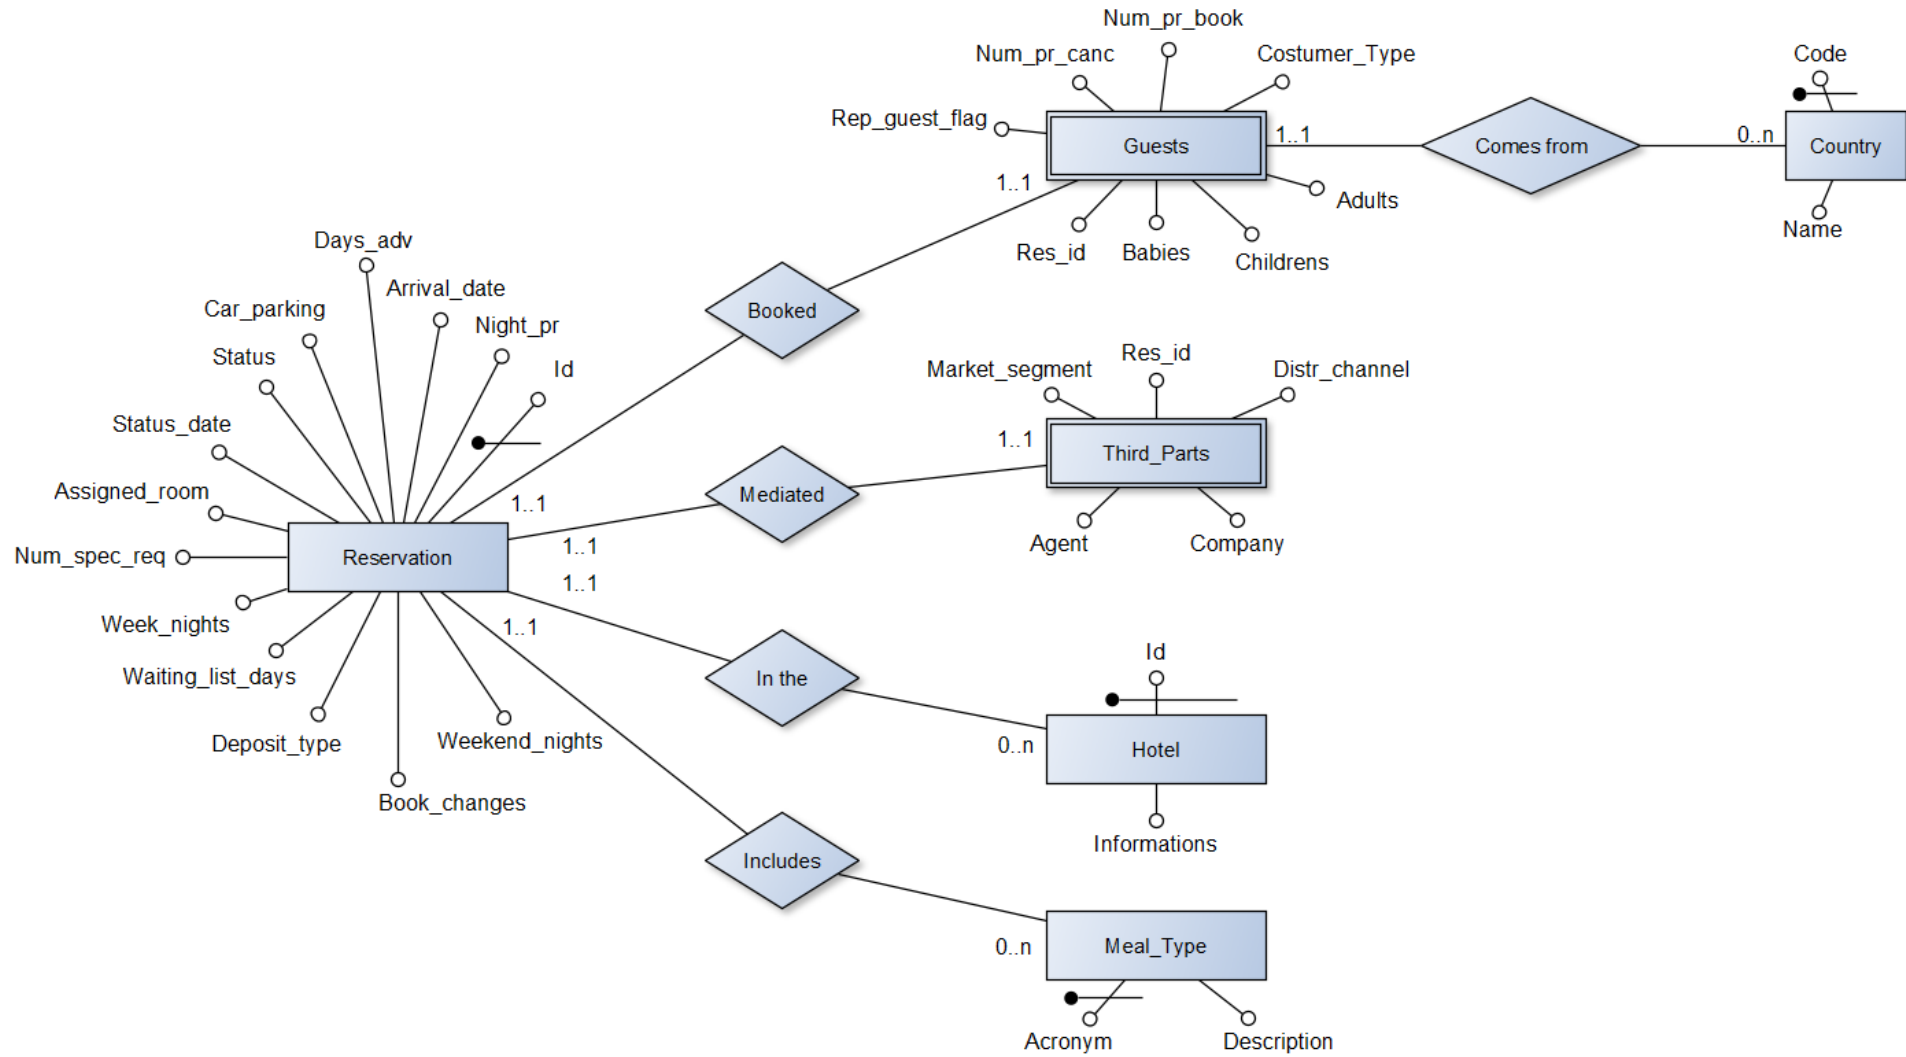 Num_pr_book
Num_pr_canc
Costumer_Type
Code
Rep_guest_flag
Guests
1..1
Comes from
0..n
Country
1..1
Adults
Name
Res_id
Babies
Childrens
Days_adv
Arrival_date
Car_parking
Night_pr
Status
Id
Booked
Status_date
Market_segment
Res_id
Distr_channel
1..1
Third_Parts
Mediated
Assigned_room
1..1
Agent
Company
Num_spec_req
Reservation
1..1
1..1
Week_nights
1..1
Waiting_list_days
In the
Id
Deposit_type
Weekend_nights
0..n
Hotel
Book_changes
Informations
Includes
0..n
Meal_Type
Acronym
Description